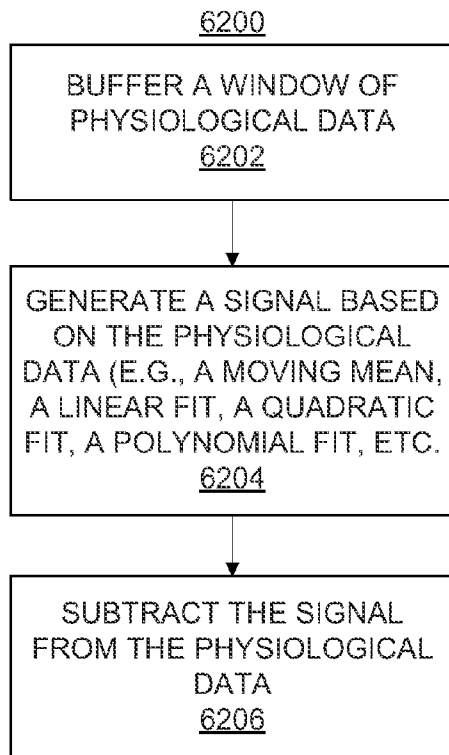 6200
BUFFER A WINDOW OF
PHYSIOLOGICAL DATA
6202
GENERATE A SIGNAL BASED
ON THE PHYSIOLOGICAL
DATA (E.G., A MOVING MEAN,
A LINEAR FIT, A QUADRATIC
FIT, A POLYNOMIAL FIT, ETC.
6204
SUBTRACT THE SIGNAL
FROM THE PHYSIOLOGICAL
DATA
6206